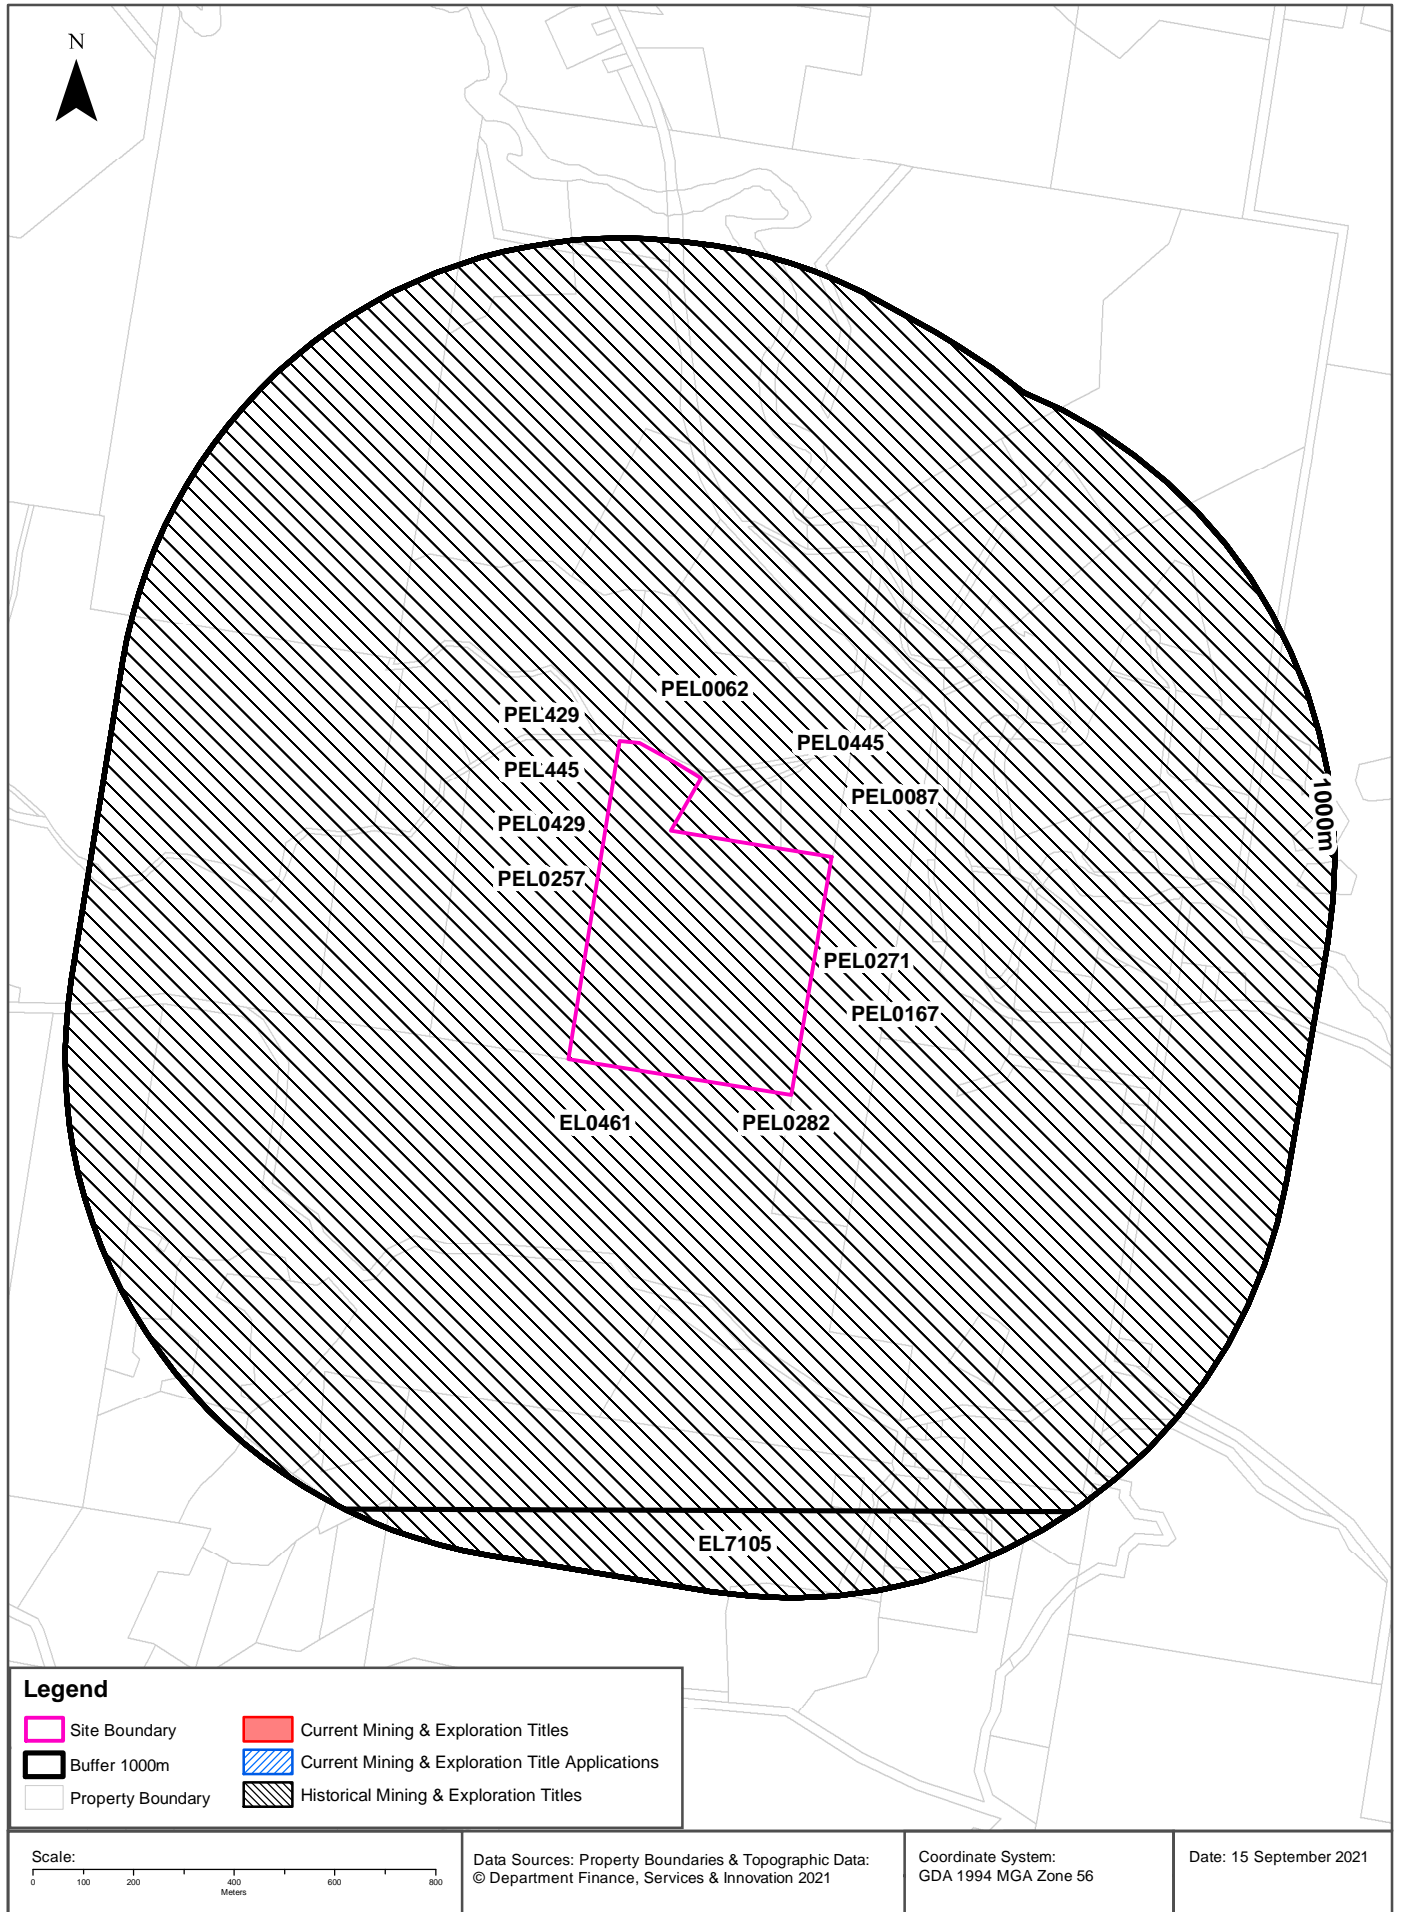 N
PEL0062
PEL429
PEL0445
PEL445
PEL0087
PEL0429
PEL0257
1000m
PEL0271
PEL0167
EL0461
PEL0282
EL7105
Legend
Site Boundary
Buffer 1000m
Property Boundary
Current Mining & Exploration Titles
Current Mining & Exploration Title Applications
Historical Mining & Exploration Titles
Scale:
0 100 200 400 600 800
Meters
Data Sources: Property Boundaries & Topographic Data:
© Department Finance, Services & Innovation 2021
Coordinate System:
GDA 1994 MGA Zone 56
Date: 15 September 2021